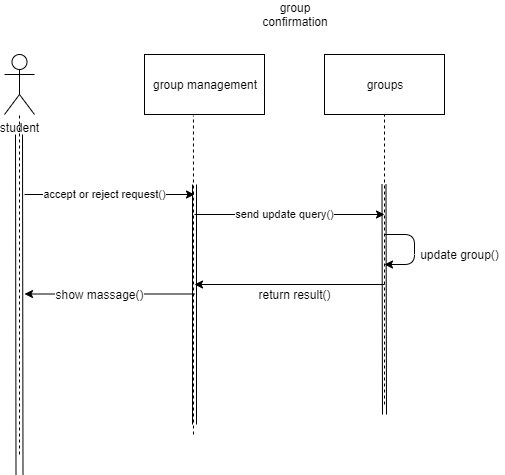 group
confirmation
group management
groups
student
accept or reject request()
send update query()
update group()
return result()
show massage()